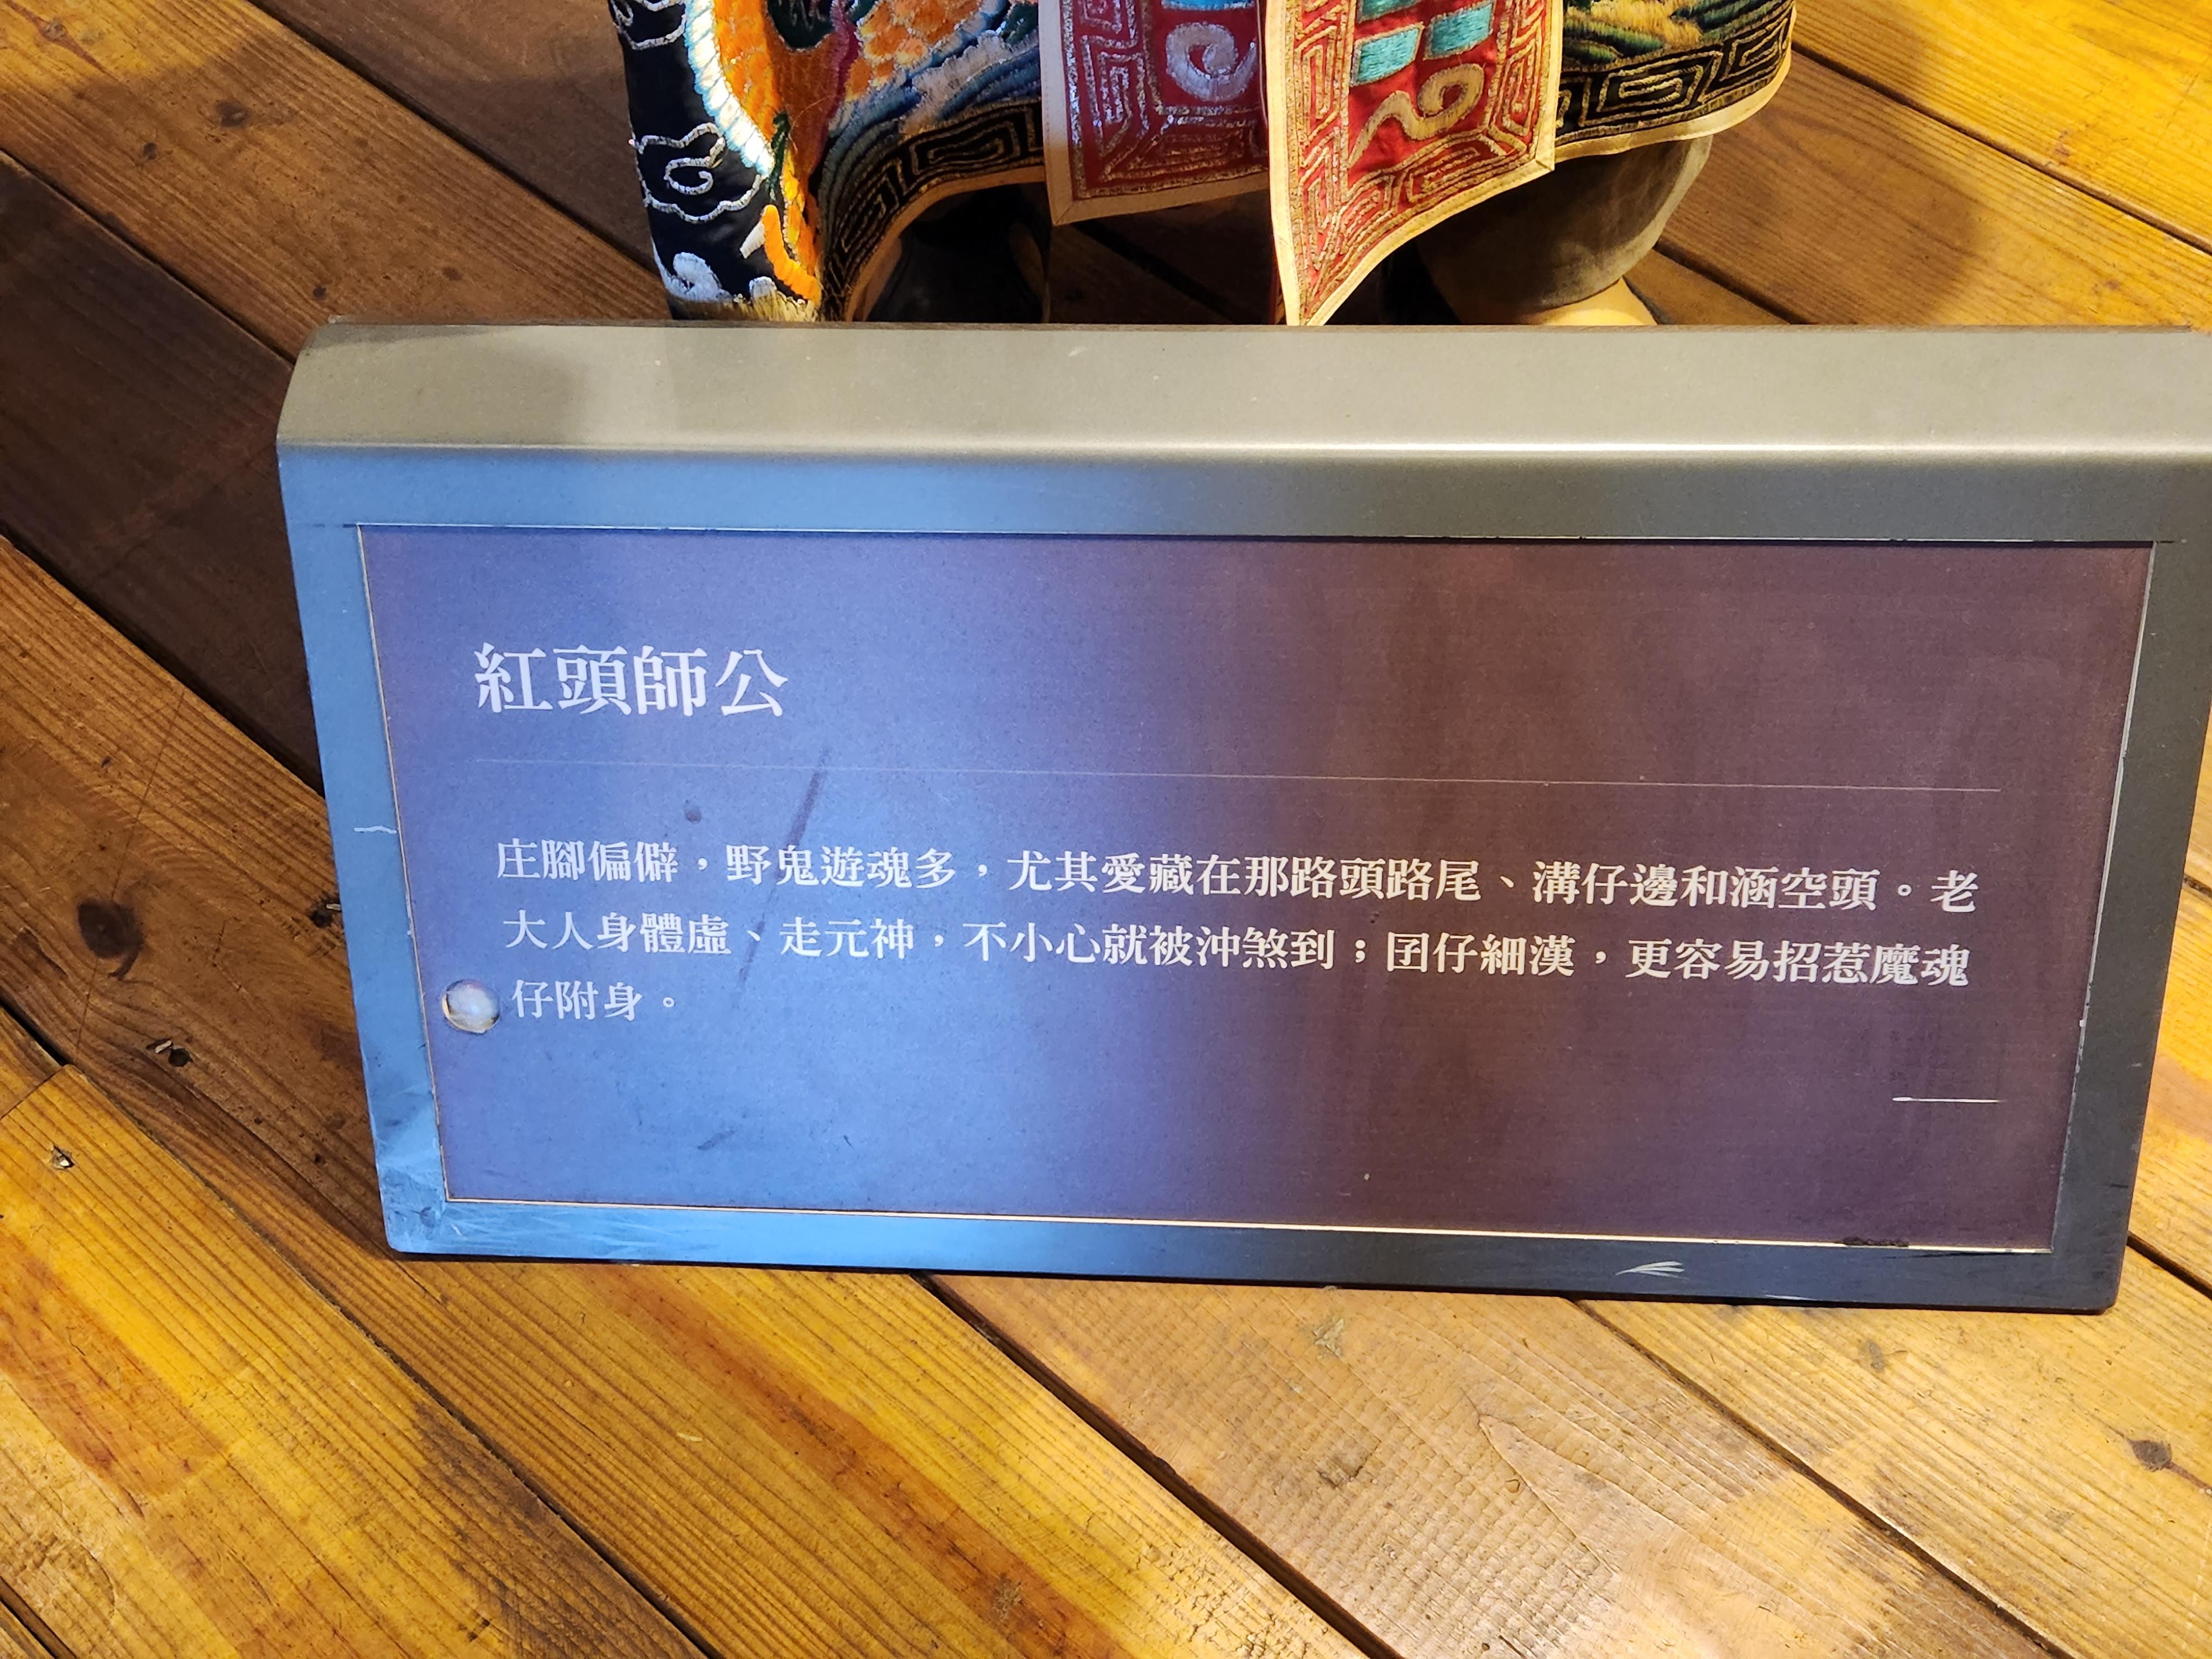 紅頭師公
庄腳偏僻，野鬼遊魂多，尤其愛藏在那路頭路尾、溝仔邊和涵空頭。老
大人身體虛、走元神，不小心就被沖煞到；囝仔細漢，更容易招惹魔魂
仔附身。